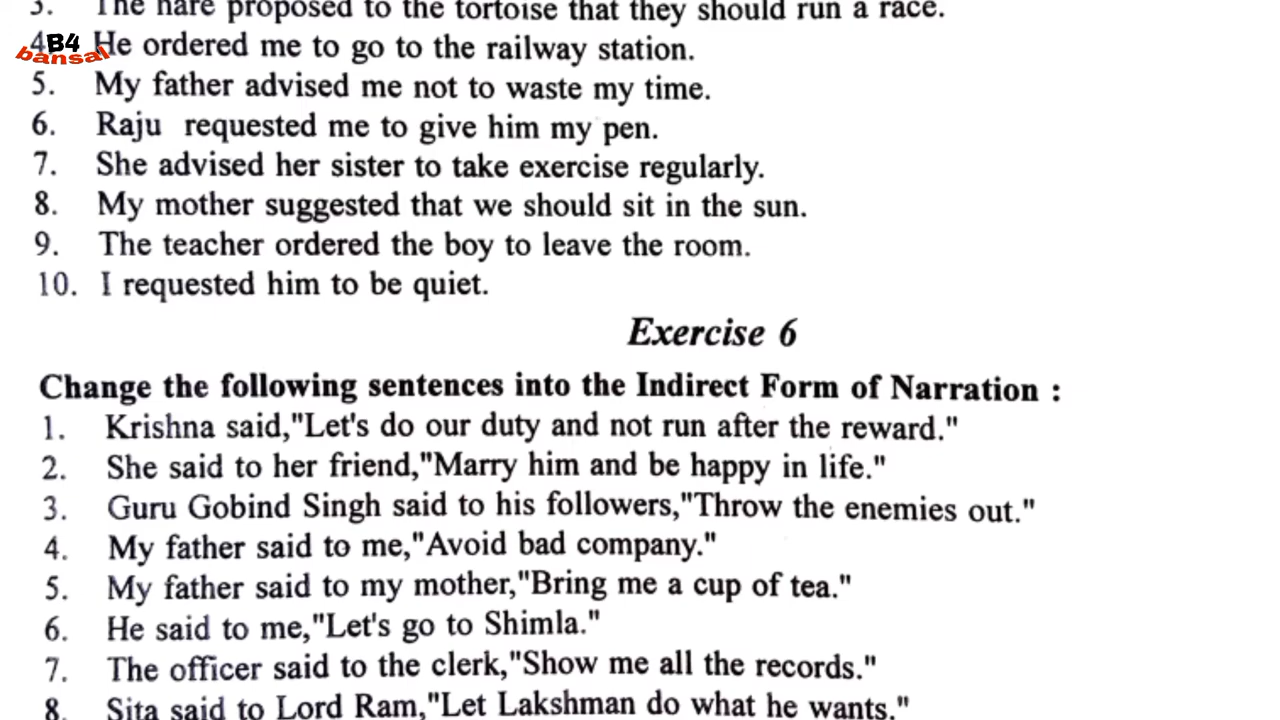 3. The hare proposed to the tortoise that they should run a race.
4. He ordered me to go to the railway station.
B4
bansal
5. My father advised me not to waste my time.
6. Raju requested me to give him my pen.
7. She advised her sister to take exercise regularly.
8. My mother suggested that we should sit in the sun.
9. The teacher ordered the boy to leave the room.
10. I requested him to be quiet.
Exercise 6
Change the following sentences into the Indirect Form of Narration :
1. Krishna said,"Let's do our duty and not run after the reward."
2. She said to her friend,"Marry him and be happy in life."
3. Guru Gobind Singh said to his followers,"Throw the enemies out."
4. My father said to me,"Avoid bad company."
5. My father said to my mother,"Bring me a cup of tea."
6. He said to me,"Let's go to Shimla."
7. The officer said to the clerk,"Show me all the records."
8. Sita said to Lord Ram,"Let Lakshman do what he wants."